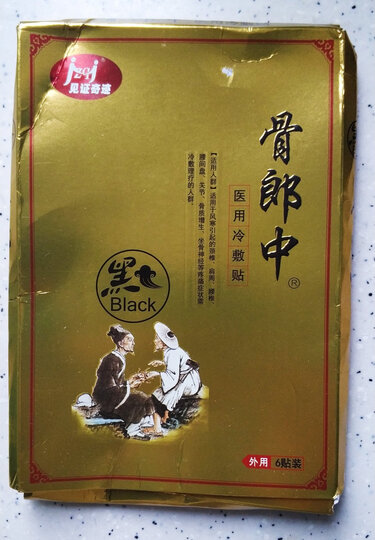 jzqj
见证奇迹
骨郎中
®
医用冷敷贴
【适用人群】适用于风寒引起的颈椎、肩周、腰椎、
腰间盘、关节、骨质增生、坐骨神经等疼痛症状需
冷敷理疗的人群。
黑
Black
外用 6贴装